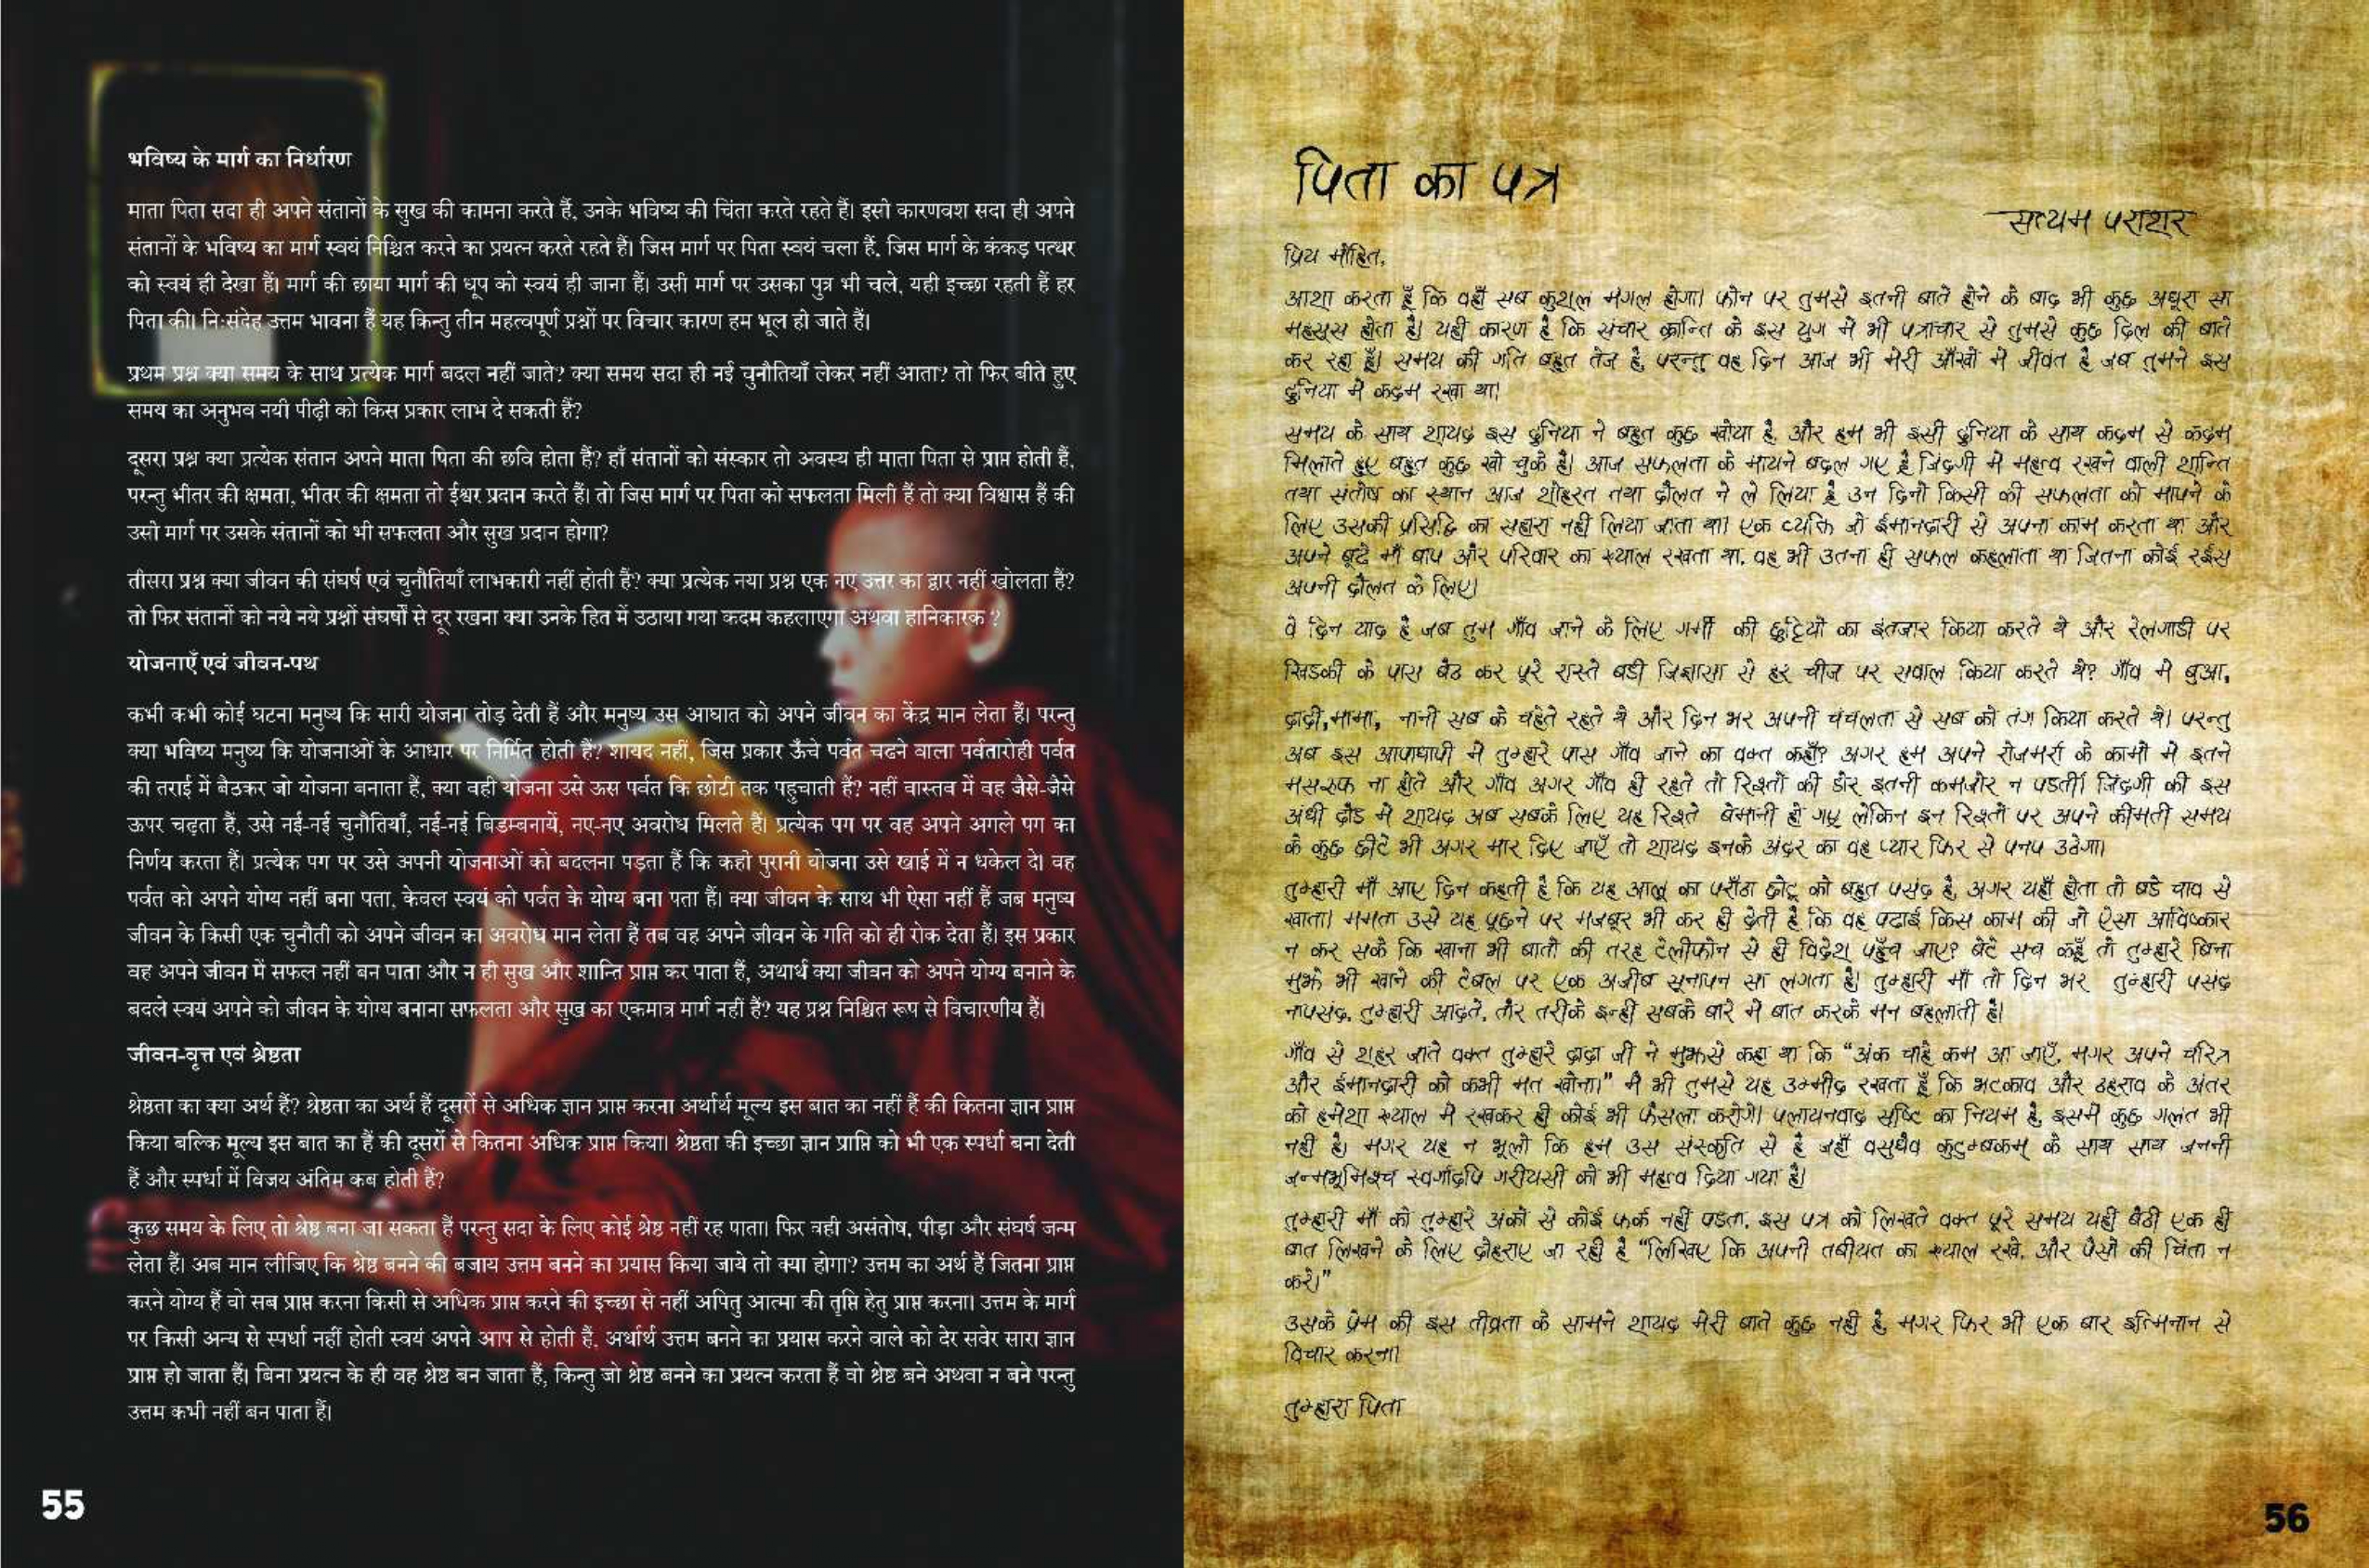 भविष्य के मार्ग का निर्धारण
माता पिता सदा ही अपने संतानों के सुख की कामना करते हैं, उनके भविष्य की चिंता करते रहते हैं। इसी कारणवश सदा ही अपने
संतानों के भविष्य का मार्ग स्वयं निश्चित करने का प्रयत्न करते रहते हैं। जिस मार्ग पर पिता स्वयं चला हैं, जिस मार्ग के कंकड़ पत्थर
को स्वयं ही देखा हैं। मार्ग की छाया मार्ग की धूप को स्वयं ही जाना हैं। उसी मार्ग पर उसका पुत्र भी चले, यही इच्छा रहती हैं हर
पिता की। नि:संदेह उत्तम भावना हैं यह किन्तु तीन महत्वपूर्ण प्रश्नों पर विचार कारण हम भूल हो जाते हैं।
प्रथम प्रश्न क्या समय के साथ प्रत्येक मार्ग बदल नहीं जाते? क्या समय सदा ही नई चुनौतियाँ लेकर नहीं आता? तो फिर बीते हुए
समय का अनुभव नयी पीढ़ी को किस प्रकार लाभ दे सकती हैं?
दूसरा प्रश्न क्या प्रत्येक संतान अपने माता पिता की छवि होता हैं? हाँ संतानों को संस्कार तो अवस्य ही माता पिता से प्राप्त होती हैं,
परन्तु भीतर की क्षमता, भीतर की क्षमता तो ईश्वर प्रदान करते हैं। तो जिस मार्ग पर पिता को सफलता मिली हैं तो क्या विश्वास हैं की
उसी मार्ग पर उसके संतानों को भी सफलता और सुख प्रदान होगा?
तीसरा प्रश्न क्या जीवन की संघर्ष एवं चुनौतियाँ लाभकारी नहीं होती हैं? क्या प्रत्येक नया प्रश्न एक नए उत्तर का द्वार नहीं खोलता हैं?
तो फिर संतानों को नये नये प्रश्नों संघर्षों से दूर रखना क्या उनके हित में उठाया गया कदम कहलाएगा अथवा हानिकारक ?
योजनाएँ एवं जीवन-पथ
कभी कभी कोई घटना मनुष्य कि सारी योजना तोड़ देती हैं और मनुष्य उस आघात को अपने जीवन का केंद्र मान लेता हैं। परन्तु
क्या भविष्य मनुष्य कि योजनाओं के आधार पर निर्मित होती हैं? शायद नहीं, जिस प्रकार ऊँचे पर्वत चढने वाला पर्वतारोही पर्वत
की तराई में बैठकर जो योजना बनाता हैं, क्या वही योजना उसे ऊस पर्वत कि छोटी तक पहुचाती हैं? नहीं वास्तव में वह जैसे-जैसे
ऊपर चढ़ता हैं, उसे नई-नई चुनौतियाँ, नई-नई बिडम्बनायें, नए-नए अवरोध मिलते हैं। प्रत्येक पग पर वह अपने अगले पग का
निर्णय करता हैं। प्रत्येक पग पर उसे अपनी योजनाओं को बदलना पड़ता हैं कि कही पुरानी योजना उसे खाई में न धकेल दे। वह
पर्वत को अपने योग्य नहीं बना पता, केवल स्वयं को पर्वत के योग्य बना पता हैं। क्या जीवन के साथ भी ऐसा नहीं हैं जब मनुष्य
जीवन के किसी एक चुनौती को अपने जीवन का अवरोध मान लेता हैं तब वह अपने जीवन के गति को ही रोक देता हैं। इस प्रकार
वह अपने जीवन में सफल नहीं बन पाता और न ही सुख और शान्ति प्राप्त कर पाता हैं, अथार्थ क्या जीवन को अपने योग्य बनाने के
बदले स्वयं अपने को जीवन के योग्य बनाना सफलता और सुख का एकमात्र मार्ग नहीं हैं? यह प्रश्न निश्चित रूप से विचारणीय हैं।
जीवन-वृत्त एवं श्रेष्ठता
श्रेष्ठता का क्या अर्थ हैं? श्रेष्ठता का अर्थ हैं दूसरों से अधिक ज्ञान प्राप्त करना अर्थार्थ मूल्य इस बात का नहीं हैं की कितना ज्ञान प्राप्त
किया बल्कि मूल्य इस बात का हैं की दूसरों से कितना अधिक प्राप्त किया। श्रेष्ठता की इच्छा ज्ञान प्राप्ति को भी एक स्पर्धा बना देती
हैं और स्पर्धा में विजय अंतिम कब होती हैं?
कुछ समय के लिए तो श्रेष्ठ बना जा सकता हैं परन्तु सदा के लिए कोई श्रेष्ठ नहीं रह पाता। फिर वही असंतोष, पीड़ा और संघर्ष जन्म
लेता हैं। अब मान लीजिए कि श्रेष्ठ बनने की बजाय उत्तम बनने का प्रयास किया जाये तो क्या होगा? उत्तम का अर्थ हैं जितना प्राप्त
करने योग्य हैं वो सब प्राप्त करना किसी से अधिक प्राप्त करने की इच्छा से नहीं अपितु आत्मा की तृप्ति हेतु प्राप्त करना। उत्तम के मार्ग
पर किसी अन्य से स्पर्धा नहीं होती स्वयं अपने आप से होती हैं, अर्थार्थ उत्तम बनने का प्रयास करने वाले को देर सवेर सारा ज्ञान
प्राप्त हो जाता हैं। बिना प्रयत्न के ही वह श्रेष्ठ बन जाता हैं, किन्तु जो श्रेष्ठ बनने का प्रयत्न करता हैं वो श्रेष्ठ बने अथवा न बने परन्तु
उत्तम कभी नहीं बन पाता हैं।
55
पिता का पत्र
सत्यम पराशर
प्रिय मोहित,
आशा करता हूँ कि वहाँ सब कुशल मंगल होगा। फोन पर तुमसे इतनी बातें होने के बाद भी कुछ अधूरा सा
महसूस होता है। यही कारण है कि संचार क्रान्ति के इस युग में भी पत्राचार से तुमसे कुछ दिल की बातें
कर रहा हूँ। समय की गति बहुत तेज है, परन्तु वह दिन आज भी मेरी आँखों में जीवंत है जब तुमने इस
दुनिया में कदम रखा था!
समय के साथ शायद इस दुनिया ने बहुत कुछ खोया है, और हम भी इसी दुनिया के साथ कदम से कदम
मिलाते हुए बहुत कुछ खो चुके है। आज सफलता के मायने बदल गए हैं जिंदगी में महत्व रखने वाली शान्ति
तथा संतोष का स्थान आज शोहरत तथा दौलत ने ले लिया है उन दिनों किसी की सफलता को मापने के
लिए उसकी प्रसिद्धि का सहारा नहीं लिया जाता था। एक व्यक्ति जो ईमानदारी से अपना काम करता था और
अपने बूढे माँ बाप और परिवार का ख्याल रखता था, वह भी उतना ही सफल कहलाता था जितना कोई रईस
अपनी दौलत के लिए।
वे दिन याद है जब तुम गाँव जाने के लिए गर्मी की छुट्टियों का इंतजार किया करते थे और रेलगाडी पर
खिडकी के पास बैठ कर पूरे रास्ते बडी जिज्ञासा से हर चीज पर सवाल किया करते थे? गाँव में बुआ,
दादी,मामा, नानी सब के चहेते रहते थे और दिन भर अपनी चंचलता से सब को तंग किया करते थे। परन्तु
अब इस आपाधापी में तुम्हारे पास गाँव जाने का वक्त कहाँ? अगर हम अपने रोजमर्रा के कामों में इतने
मसरुफ ना होते और गाँव अगर गाँव ही रहते तो रिश्तों की डोर इतनी कमजोर न पडती। जिंदगी की इस
अंधी दौड में शायद अब सबके लिए यह रिश्ते बेमानी हो गए लेकिन इन रिश्तों पर अपने कीमती समय
के कुछ छींटे भी अगर मार दिए जाएँ तो शायद इनके अंदर का वह प्यार फिर से पनप उठेगा।
तुम्हारी माँ आए दिन कहती है कि यह आलू का परौठा छोटू को बहुत पसंद है, अगर यहाँ होता तो बडे चाव से
खाता। ममता उसे यह पूछने पर मजबूर भी कर ही देती है कि वह पढाई किस काम की जो ऐसा आविष्कार
न कर सके कि खाना भी बातों की तरह टेलीफोन से ही विदेश पहुँच जाए? बेटे सच कहूँ तो तुम्हारे बिना
मुझे भी खाने की टेबल पर एक अजीब सूनापन सा लगता है। तुम्हारी माँ तो दिन भर तुम्हारी पसंद
नापसंद, तुम्हारी आदतें, तौर तरीके इन्ही सबके बारे में बात करके मन बहलाती है।
गाँव से शहर जाते वक्त तुम्हारे दादा जी ने मुझसे कहा था कि "अंक चाहे कम आ जाएँ, मगर अपने चरित्र
और ईमानदारी को कभी मत खोना।" मैं भी तुमसे यह उम्मीद रखता हूँ कि भटकाव और ठहराव के अंतर
को हमेशा ख्याल में रखकर ही कोई भी फैसला करोगे। पलायनवाद सृष्टि का नियम है, इसमें कुछ गलत भी
नहीं है। मगर यह न भूलो कि हम उस संस्कृति से हैं जहाँ वसुधैव कुटुम्बकम् के साथ साथ जननी
जन्मभूमिश्च स्वर्गादपि गरीयसी को भी महत्व दिया गया है।
तुम्हारी माँ को तुम्हारे अंको से कोई फर्क नहीं पडता, इस पत्र को लिखते वक्त पूरे समय यही बैठी एक ही
बात लिखने के लिए दोहराए जा रही है "लिखिए कि अपनी तबीयत का ख्याल रखें, और पैसों की चिंता न
करें।"
उसके प्रेम की इस तीव्रता के सामने शायद मेरी बातें कुछ नहीं हैं, मगर फिर भी एक बार इत्मिनान से
विचार करना।
तुम्हारा पिता
56